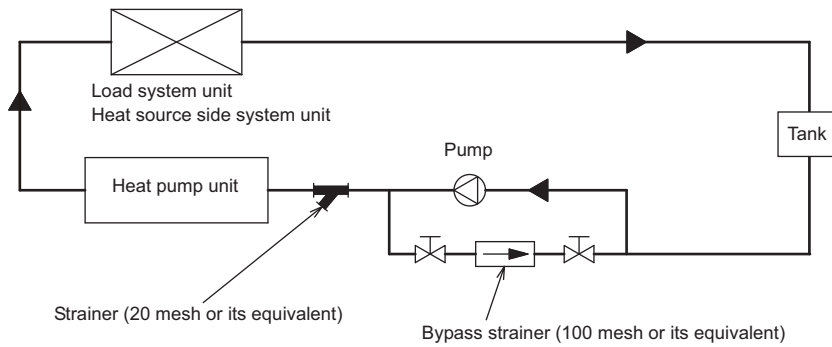 Load system unit
Heat source side system unit
Tank
Pump
Heat pump unit
Strainer (20 mesh or its equivalent)
Bypass strainer (100 mesh or its equivalent)